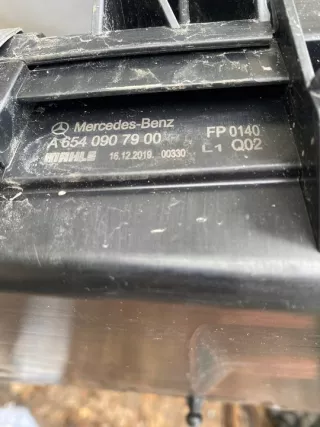 Mercedes-Benz
A 654 090 79 00
MAHLE 16.12.2019 00330
FP 0140
L1 Q02